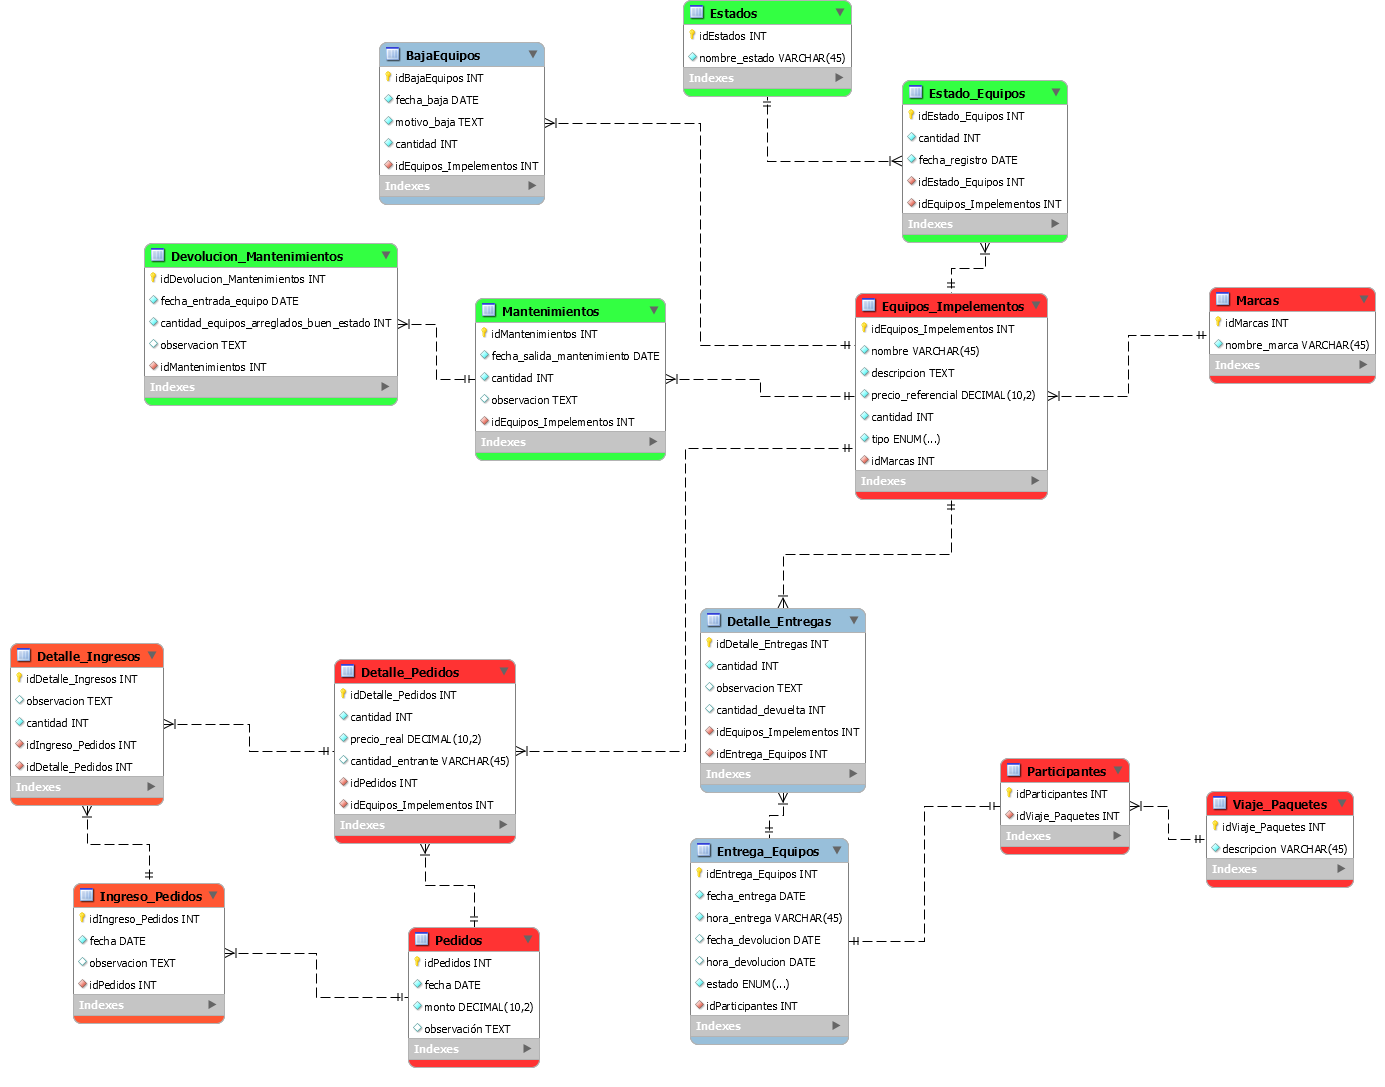 Estados
idEstados INT
nombre_estado VARCHAR(45)
Indexes
BajaEquipos
idBajaEquipos INT
fecha_baja DATE
motivo_baja TEXT
cantidad INT
idEquipos_Impelementos INT
Indexes
Estado_Equipos
idEstado_Equipos INT
cantidad INT
fecha_registro DATE
idEstado_Equipos INT
idEquipos_Impelementos INT
Indexes
Devolucion_Mantenimientos
idDevolucion_Mantenimientos INT
fecha_entrada_equipo DATE
cantidad_equipos_arreglados_buen_estado INT
observacion TEXT
idMantenimientos INT
Indexes
Mantenimientos
idMantenimientos INT
fecha_salida_mantenimiento DATE
cantidad INT
observacion TEXT
idEquipos_Impelementos INT
Indexes
Equipos_Impelementos
idEquipos_Impelementos INT
nombre VARCHAR(45)
descripcion TEXT
precio_referencial DECIMAL(10,2)
cantidad INT
tipo ENUM(...)
idMarcas INT
Indexes
Marcas
idMarcas INT
nombre_marca VARCHAR(45)
Indexes
Detalle_Ingresos
idDetalle_Ingresos INT
observacion TEXT
cantidad INT
idIngreso_Pedidos INT
idDetalle_Pedidos INT
Indexes
Detalle_Pedidos
idDetalle_Pedidos INT
cantidad INT
precio_real DECIMAL(10,2)
cantidad_entrante VARCHAR(45)
idPedidos INT
idEquipos_Impelementos INT
Indexes
Detalle_Entregas
idDetalle_Entregas INT
cantidad INT
observacion TEXT
cantidad_devuelta INT
idEquipos_Impelementos INT
idEntrega_Equipos INT
Indexes
Participantes
idParticipantes INT
idViaje_Paquetes INT
Indexes
Viaje_Paquetes
idViaje_Paquetes INT
descripcion VARCHAR(45)
Indexes
Ingreso_Pedidos
idIngreso_Pedidos INT
fecha DATE
observacion TEXT
idPedidos INT
Indexes
Pedidos
idPedidos INT
fecha DATE
monto DECIMAL(10,2)
observación TEXT
Indexes
Entrega_Equipos
idEntrega_Equipos INT
fecha_entrega DATE
hora_entrega VARCHAR(45)
fecha_devolucion DATE
hora_devolucion DATE
estado ENUM(...)
idParticipantes INT
Indexes